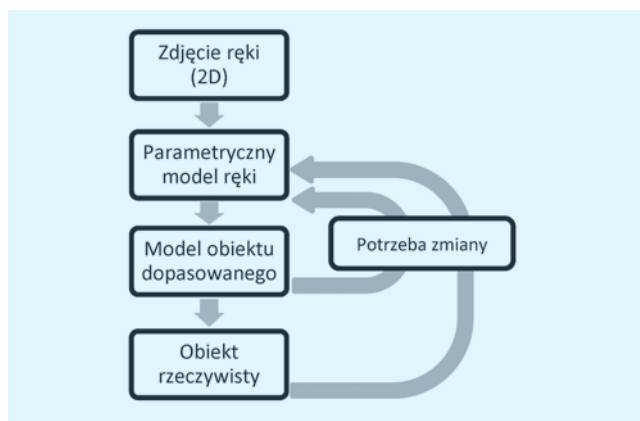 Zdjęcie ręki
(2D)
Parametryczny
model ręki
Model obiektu
dopasowanego
Potrzeba zmiany
Obiekt
rzeczywisty